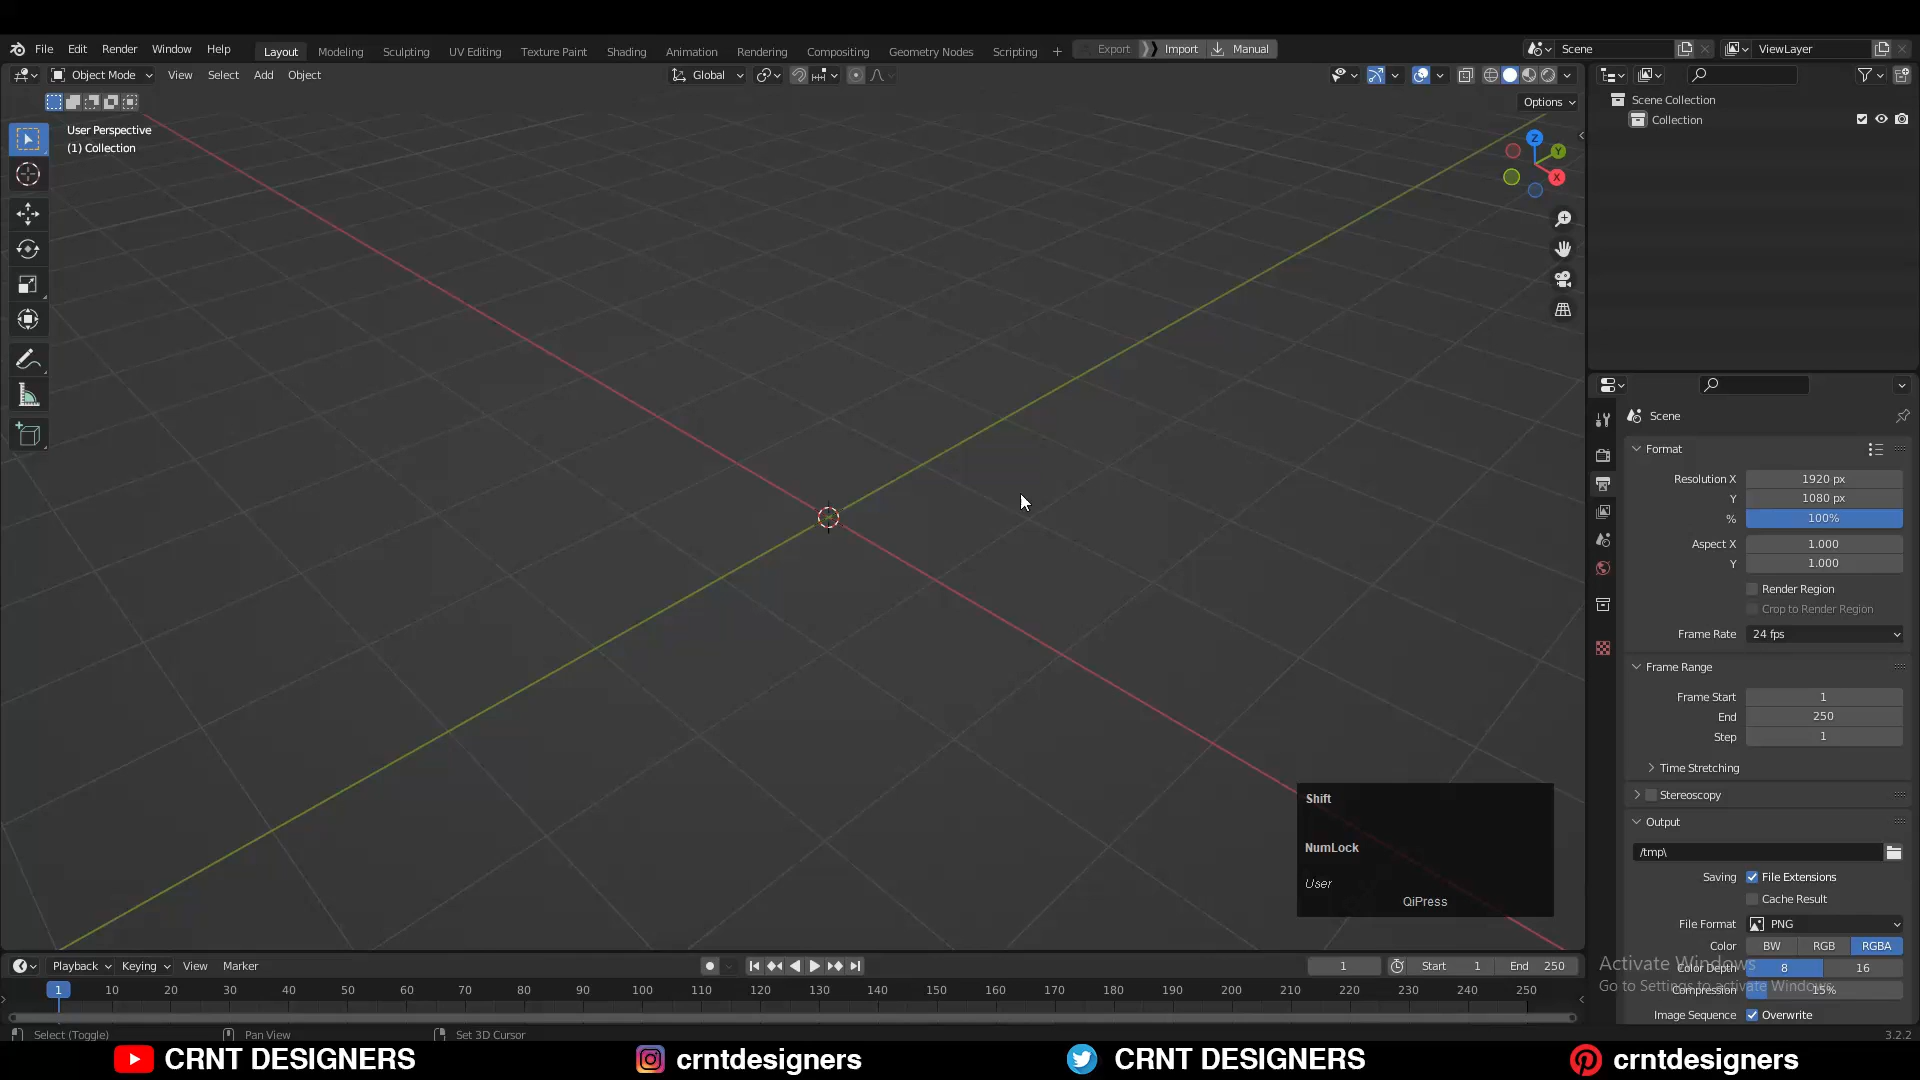 File Edit Render Window Help Layout Modeling Sculpting UV Editing Texture Paint Shading Animation Rendering Compositing Geometry Nodes Scripting + Export Import Manual Scene ViewLayer
Object Mode View Select Add Object Global
Options
User Perspective
(1) Collection
Z
Y
X
Scene Collection
Collection
Scene
Format
Resolution X 1920 px
Y 1080 px
% 100%
Aspect X 1.000
Y 1.000
Render Region
Crop to Render Region
Frame Rate 24 fps
Frame Range
Frame Start 1
End 250
Step 1
Time Stretching
Stereoscopy
Output
/tmp\
Saving File Extensions
Cache Result
File Format PNG
Color BW RGB RGBA
Color Depth 8 16
Compression 15%
Image Sequence Overwrite
Activate Windows
Go to Settings to activate Windows.
Shift
NumLock
User
QiPress
Playback Keying View Marker 1 Start 1 End 250
1 10 20 30 40 50 60 70 80 90 100 110 120 130 140 150 160 170 180 190 200 210 220 230 240 250
Select (Toggle) Pan View Set 3D Cursor 3.2.2
CRNT DESIGNERS crntdesigners CRNT DESIGNERS crntdesigners